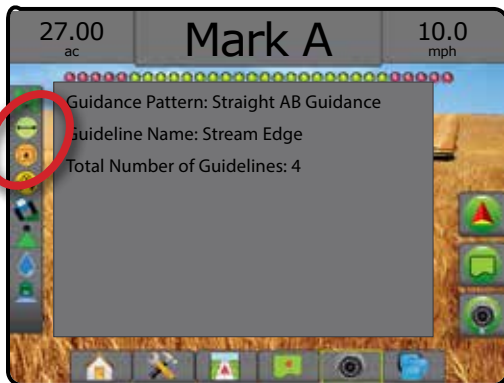 27.00
ac
Mark A
10.0
mph
Guidance Pattern: Straight AB Guidance
Guideline Name: Stream Edge
Total Number of Guidelines: 4